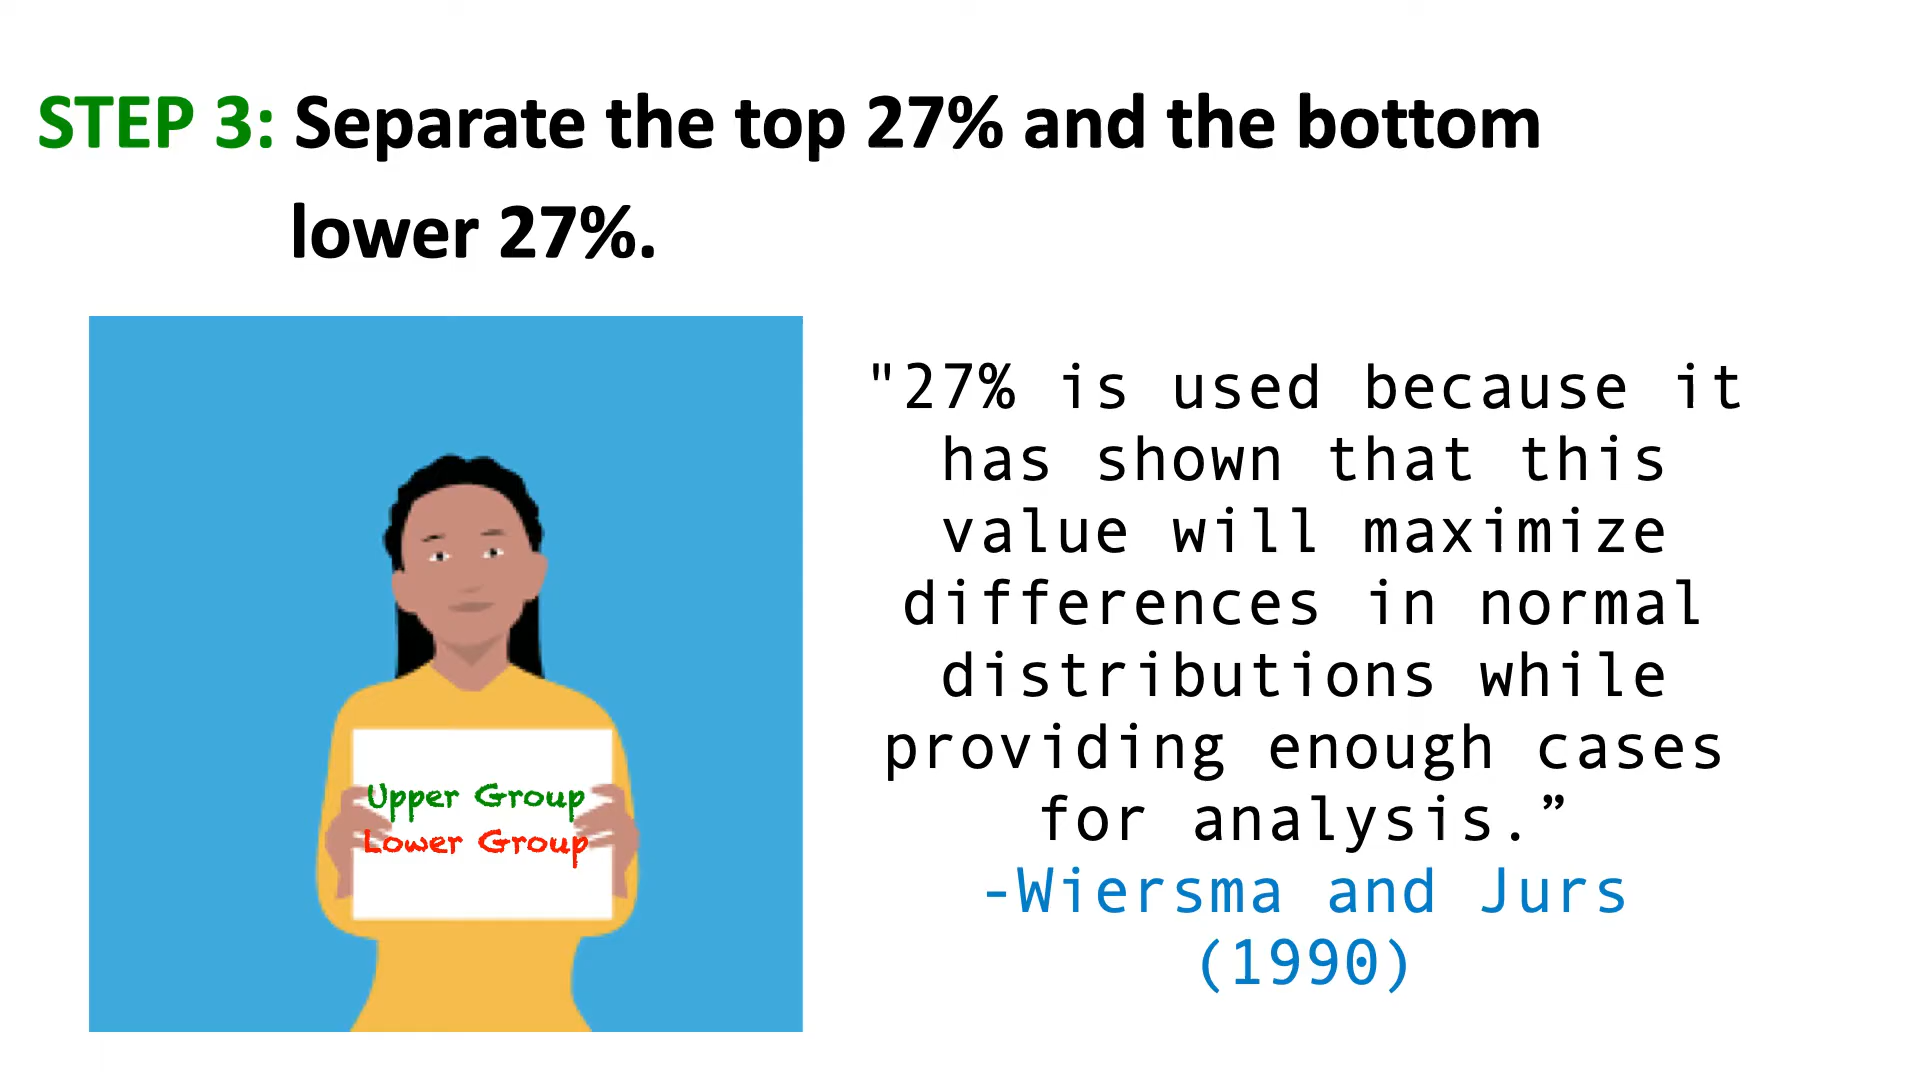 STEP 3: Separate the top 27% and the bottom
lower 27%.
Upper Group
Lower Group
"27% is used because it
has shown that this
value will maximize
differences in normal
distributions while
providing enough cases
for analysis.”
-Wiersma and Jurs
(1990)